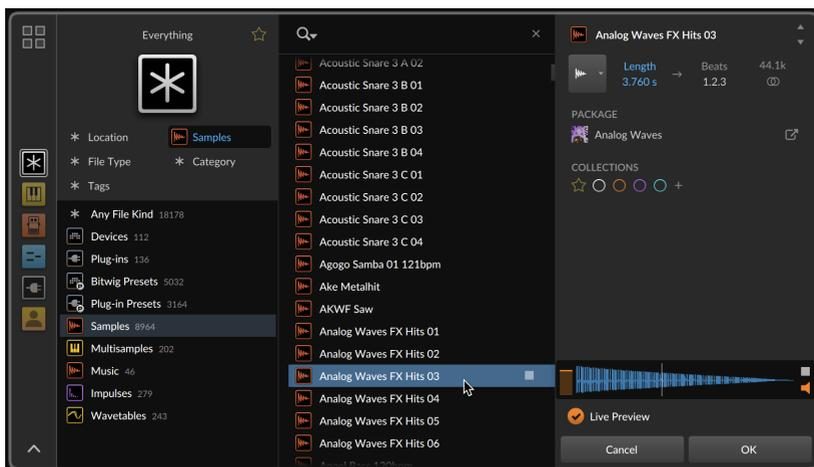 Everything
Location
Samples
File Type
Category
Tags
Any File Kind 18178
Devices 112
Plug-ins 136
Bitwig Presets 5032
Plug-in Presets 3164
Samples 8964
Multisamples 202
Music 46
Impulses 279
Wavetables 243
Acoustic Snare 3 A 02
Acoustic Snare 3 B 01
Acoustic Snare 3 B 02
Acoustic Snare 3 B 03
Acoustic Snare 3 B 04
Acoustic Snare 3 C 01
Acoustic Snare 3 C 02
Acoustic Snare 3 C 03
Acoustic Snare 3 C 04
Agogo Samba 01 121bpm
Ake Metalhit
AKWF Saw
Analog Waves FX Hits 01
Analog Waves FX Hits 02
Analog Waves FX Hits 03
Analog Waves FX Hits 04
Analog Waves FX Hits 05
Analog Waves FX Hits 06
Analog Waves FX Hits 03
Length → Beats 44.1k
3.760 s 1.2.3
PACKAGE
Analog Waves
COLLECTIONS
Live Preview
Cancel OK